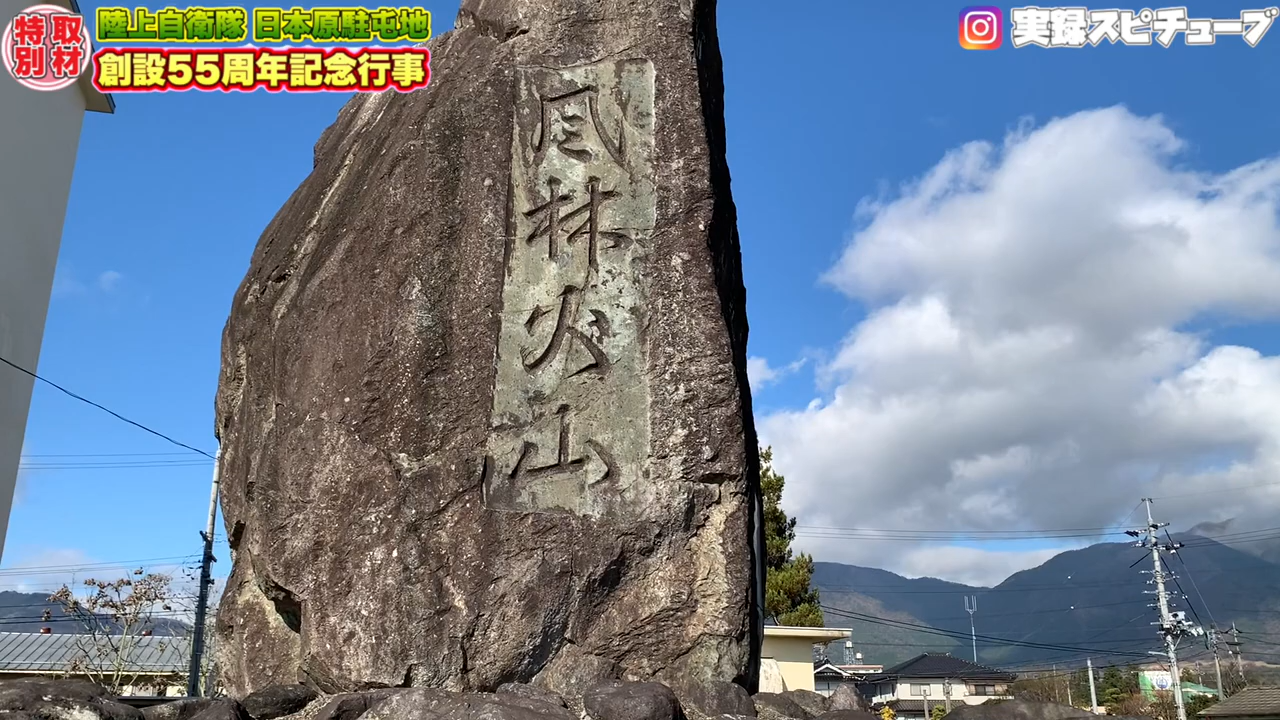 特別取材
陸上自衛隊 日本原駐屯地
創設55周年記念行事
実録スピチューブ
風林火山